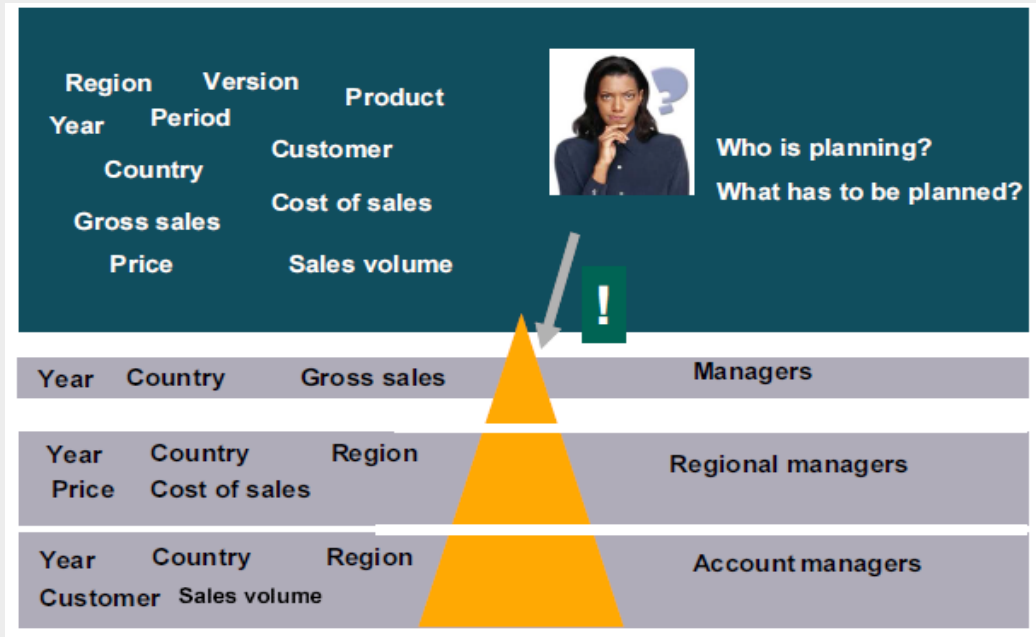 Region Version Product
Year Period
Customer
Country
Cost of sales
Gross sales
Price Sales volume
?
Who is planning?
What has to be planned?
!
Year Country Gross sales Managers
Year Country Region
Price Cost of sales
Regional managers
Year Country Region
Customer Sales volume
Account managers